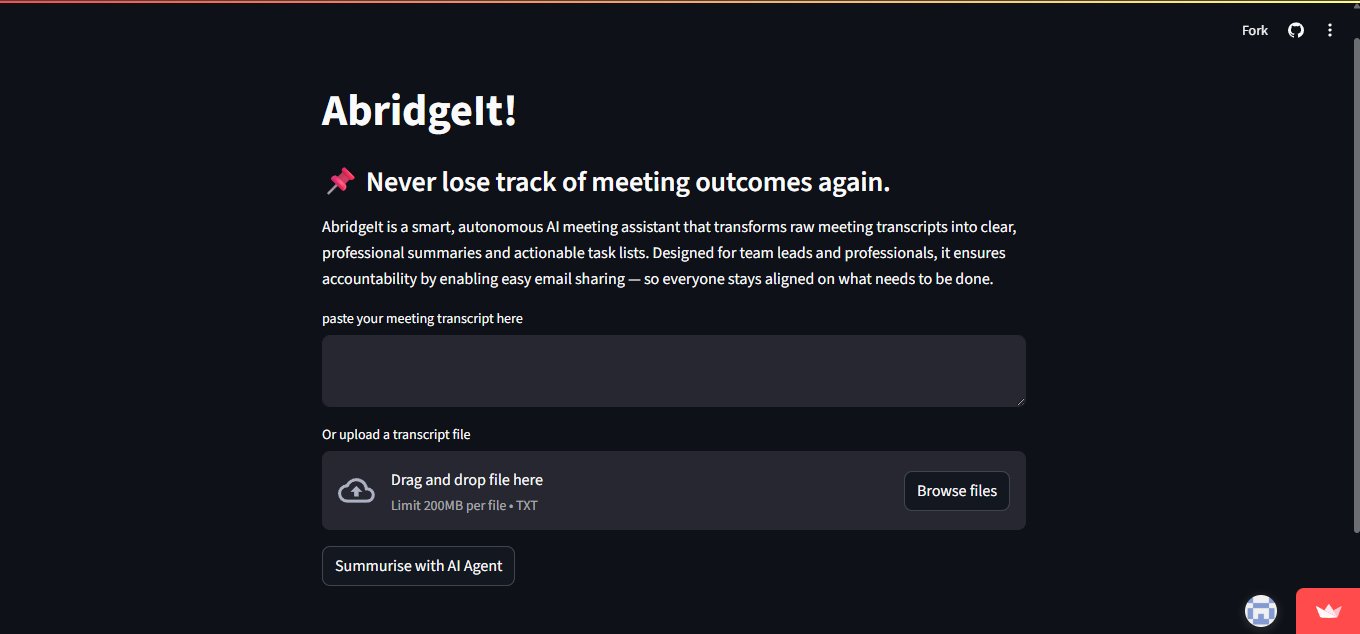 Fork
AbridgeIt!
📌 Never lose track of meeting outcomes again.
AbridgeIt is a smart, autonomous AI meeting assistant that transforms raw meeting transcripts into clear,
professional summaries and actionable task lists. Designed for team leads and professionals, it ensures
accountability by enabling easy email sharing — so everyone stays aligned on what needs to be done.
paste your meeting transcript here
Or upload a transcript file
Drag and drop file here
Limit 200MB per file • TXT
Browse files
Summurise with AI Agent